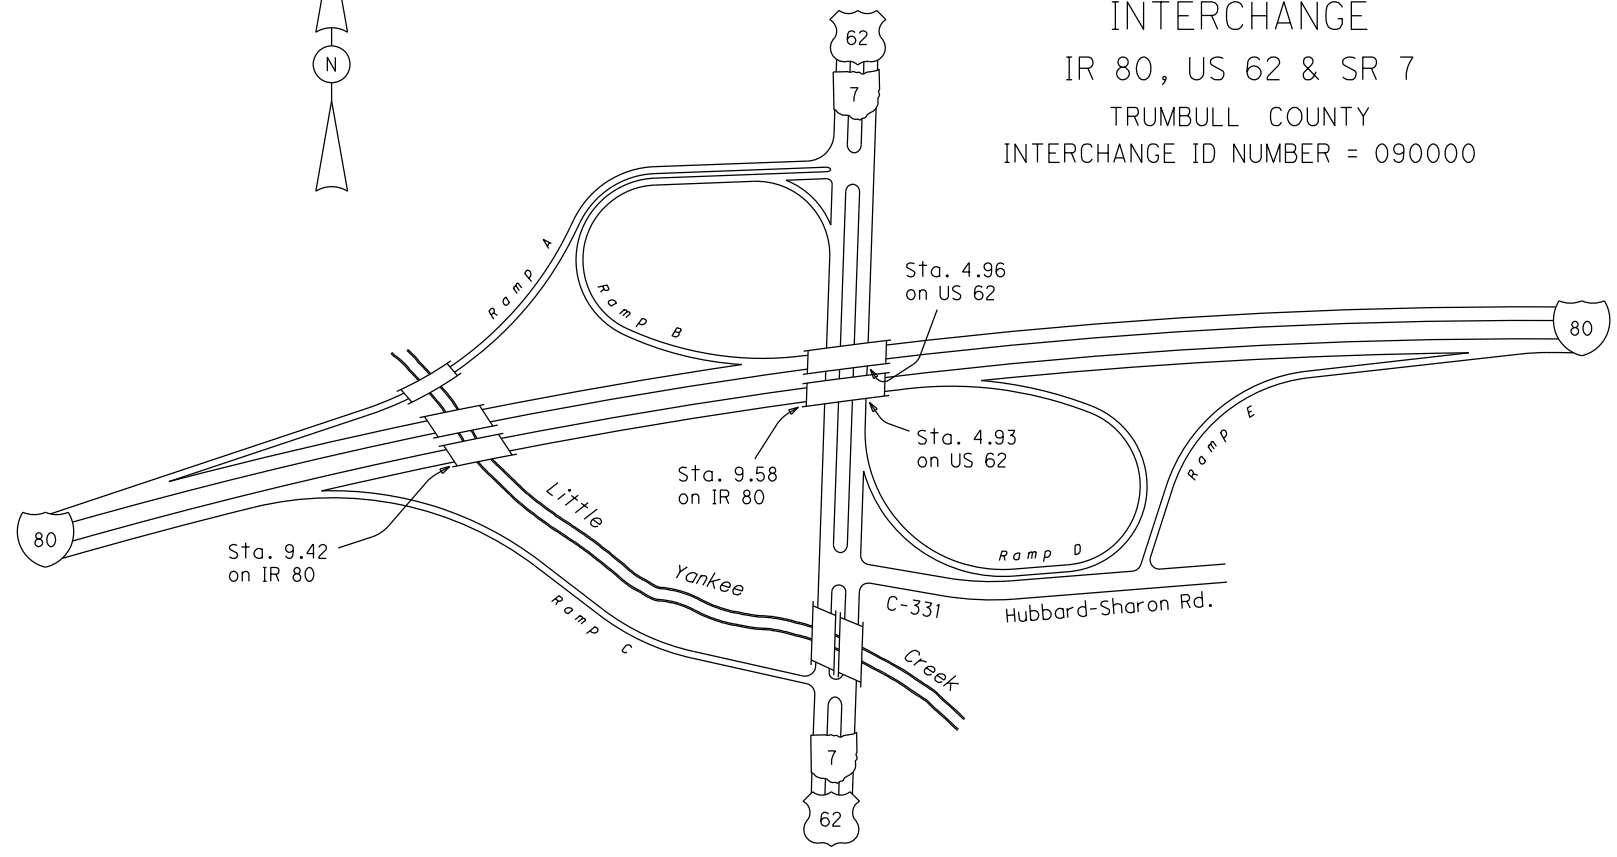 INTERCHANGE
IR 80, US 62 & SR 7
TRUMBULL COUNTY
INTERCHANGE ID NUMBER = 090000
N
62
7
Ramp A
Ramp B
Sta. 4.96
on US 62
80
Ramp E
Sta. 4.93
on US 62
Sta. 9.58
on IR 80
Little
Yankee
Creek
80
Sta. 9.42
on IR 80
Ramp D
Ramp C
C-331
Hubbard-Sharon Rd.
7
62